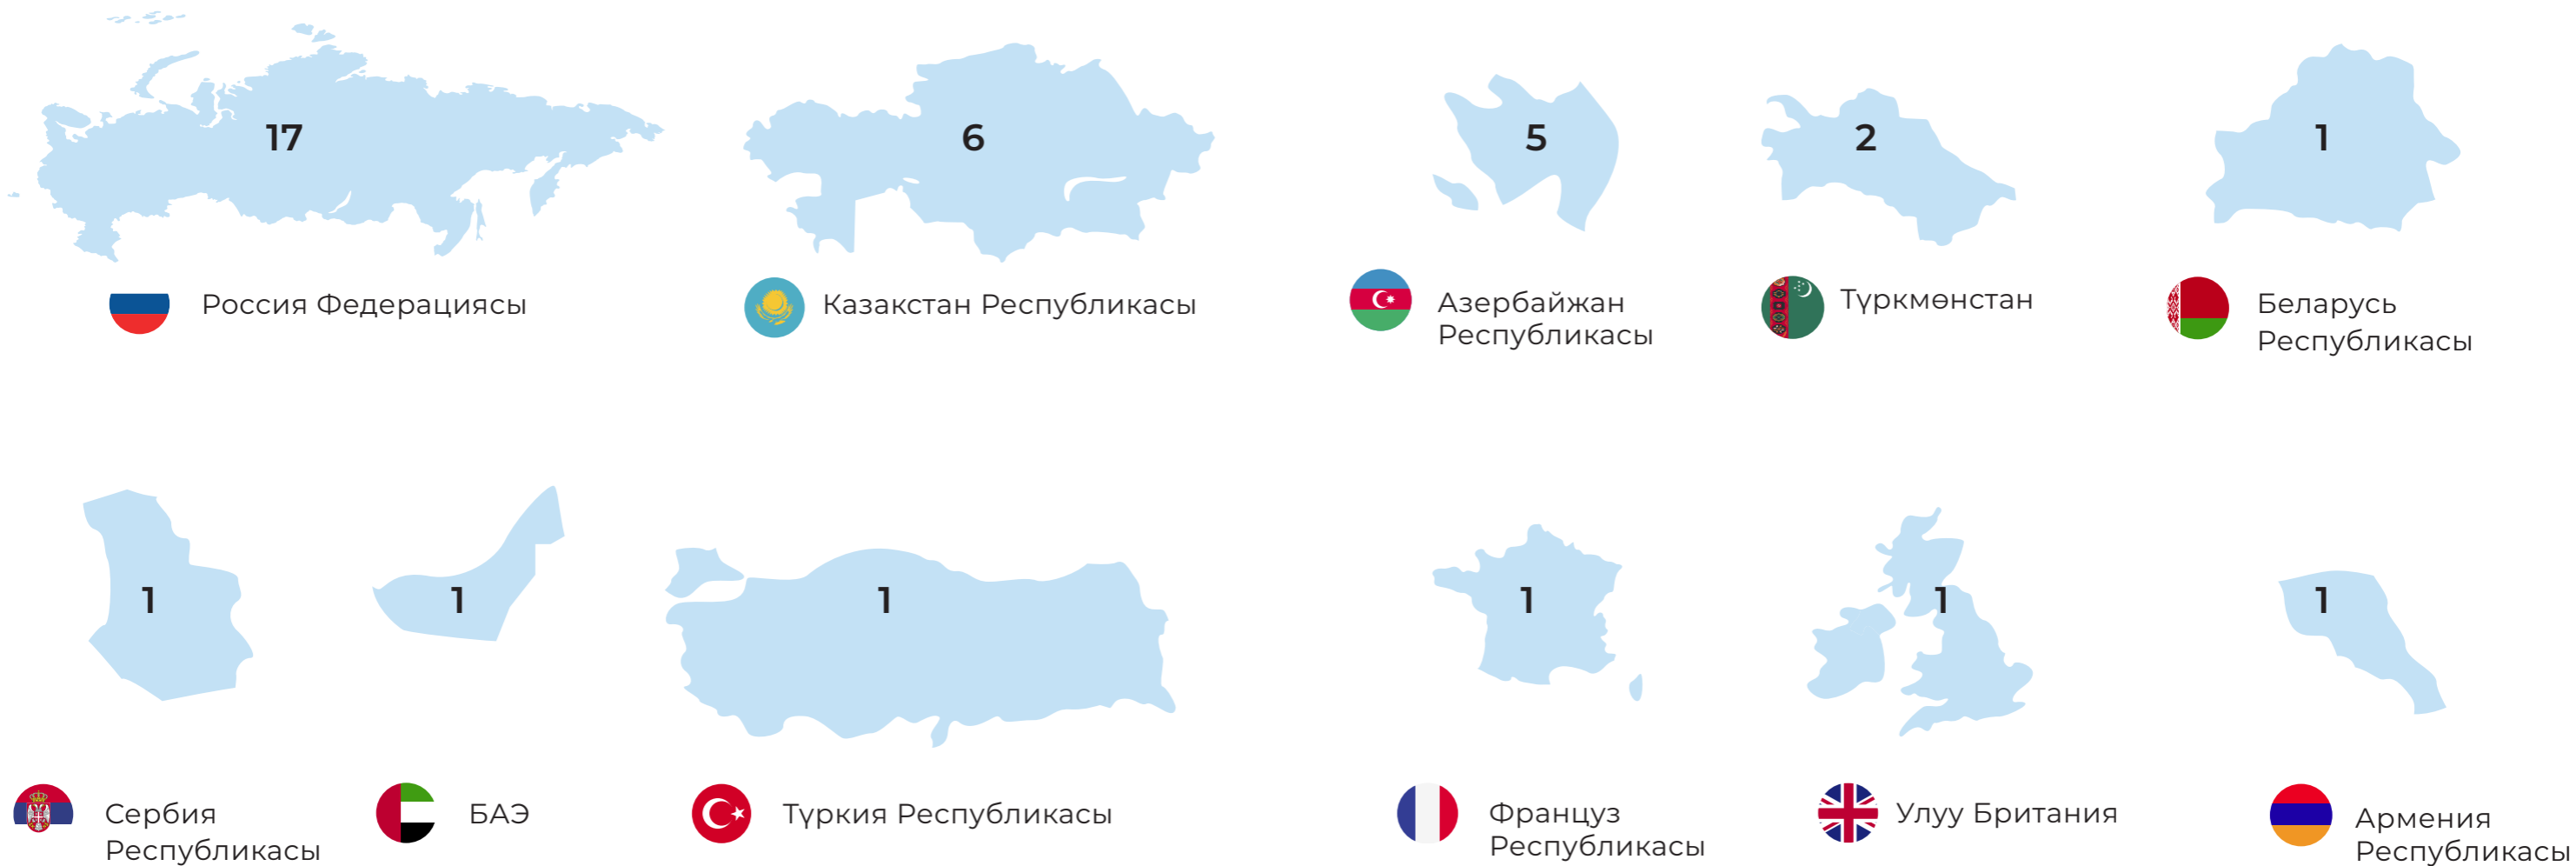 17
6
5
2
1
Россия Федерациясы
Казакстан Республикасы
Азербайжан
Республикасы
Түркмөнстан
Беларусь
Республикасы
1
1
1
1
1
1
Сербия
Республикасы
БАЭ
Түркия Республикасы
Француз
Республикасы
Улуу Британия
Армения
Республикасы